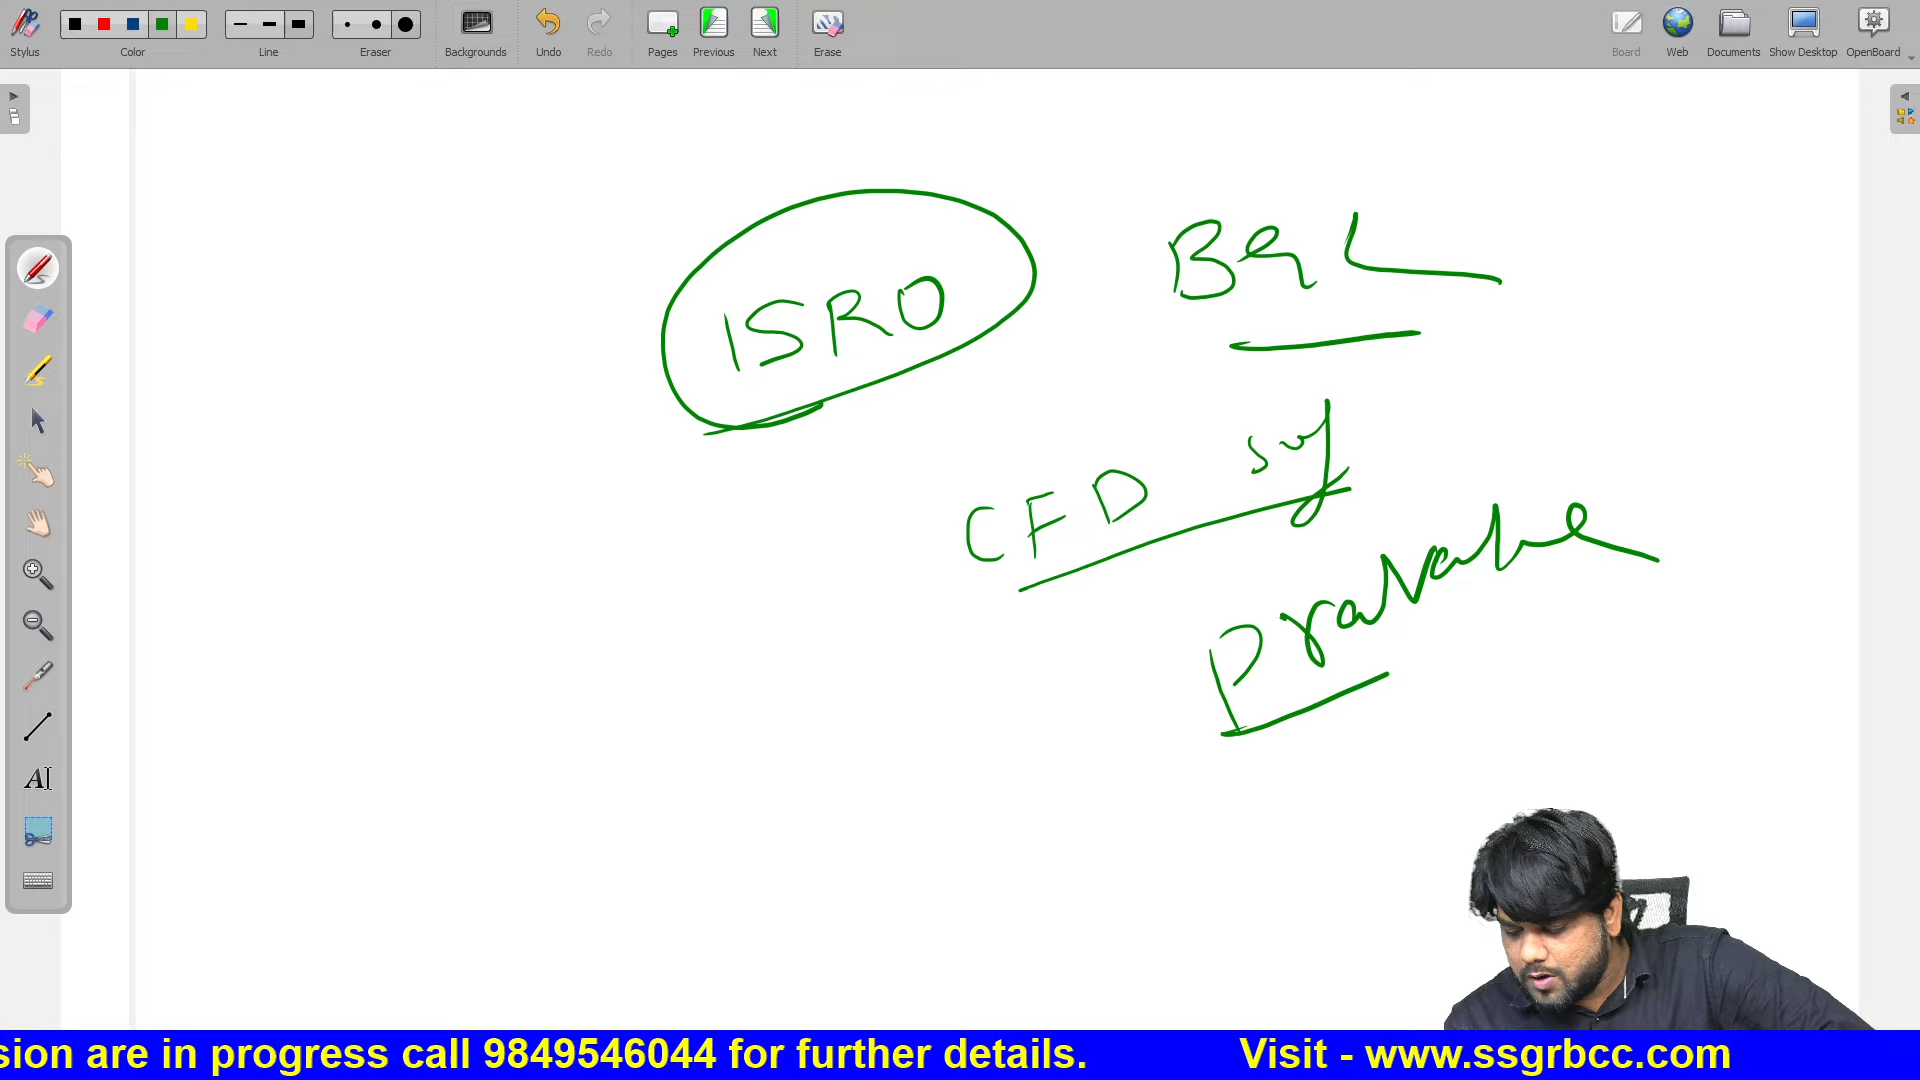 Stylus
Color
Line
Eraser
Backgrounds
Undo
Redo
Pages
Previous
Next
Erase
Board
Web
Documents
Show Desktop
OpenBoard
ISRO
CFD
AI
sion are in progress call 9849546044 for further details. Visit - www.ssgrbcc.com